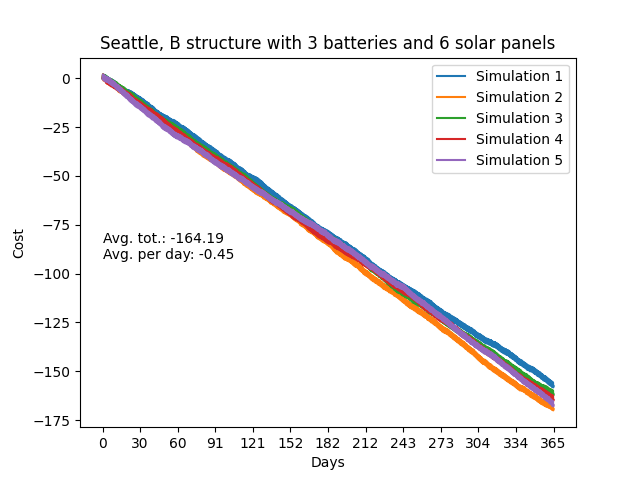 Seattle, B structure with 3 batteries and 6 solar panels
Simulation 1
Simulation 2
Simulation 3
Simulation 4
Simulation 5
0
−25
−50
−75
−100
−125
−150
−175
Cost
Avg. tot.: -164.19
Avg. per day: -0.45
0 30 60 91 121 152 182 212 243 273 304 334 365
Days